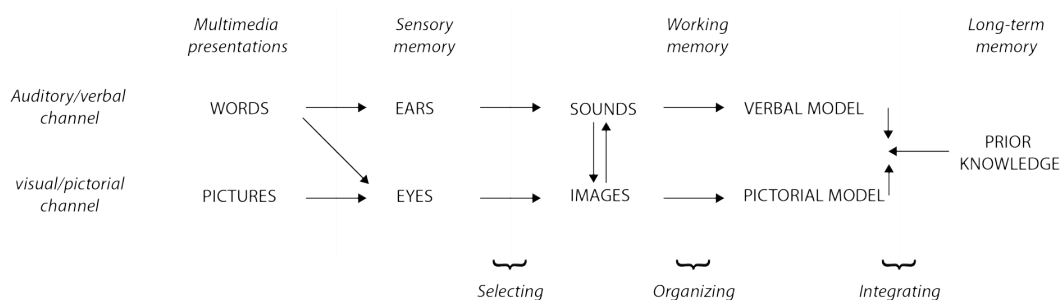 Multimedia
presentations
Sensory
memory
Working
memory
Long-term
memory
Auditory/verbal
channel
WORDS
EARS
SOUNDS
VERBAL MODEL
PRIOR
KNOWLEDGE
visual/pictorial
channel
PICTURES
EYES
IMAGES
PICTORIAL MODEL
Selecting
Organizing
Integrating